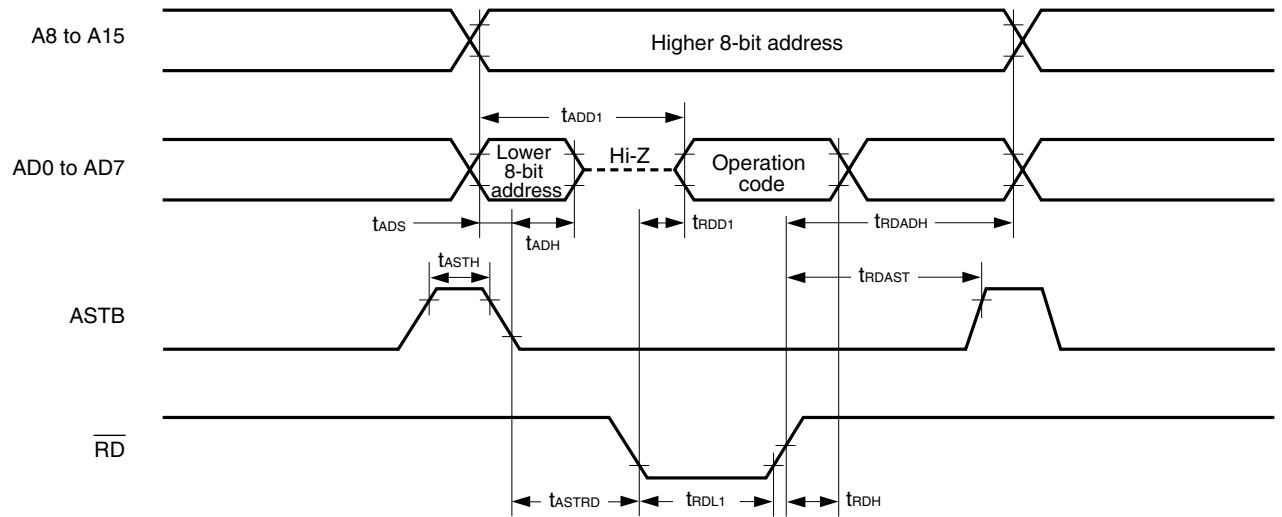 A8 to A15
Higher 8-bit address
tADD1
AD0 to AD7
Lower
8-bit
address
Hi-Z
Operation
code
tADS
tADH
tRDD1
tRDADH
tASTH
tRDAST
ASTB
RD
tASTRD
tRDL1
tRDH